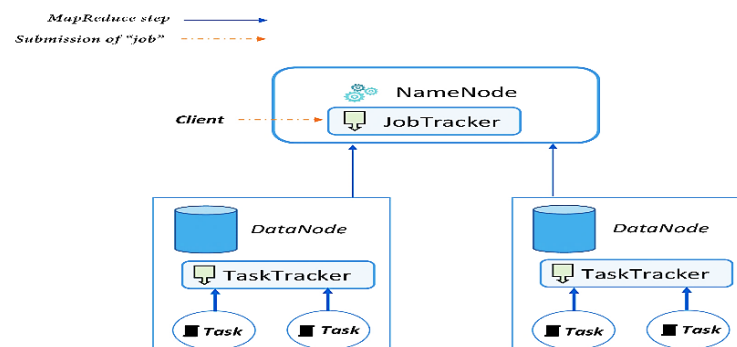 MapReduce step
Submission of "job"
NameNode
Client
JobTracker
DataNode
DataNode
TaskTracker
TaskTracker
Task
Task
Task
Task